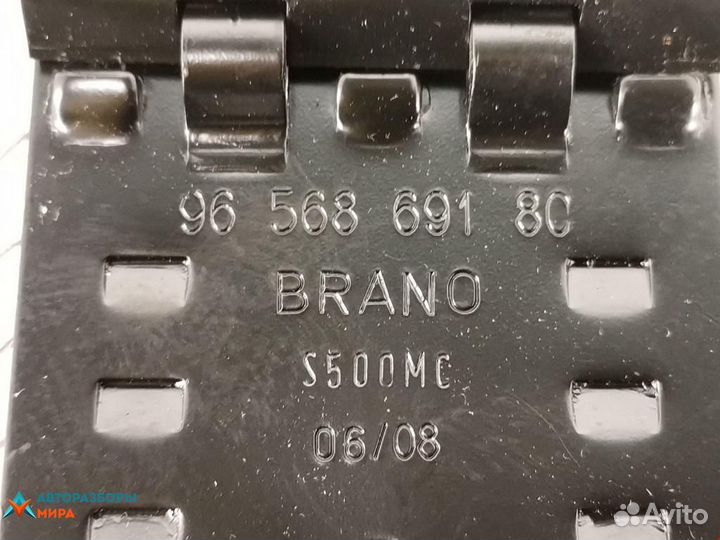 96 568 691 80
BRANO
S500MC
06/08
АВТОРАЗБОРЫ
МИРА
Avito